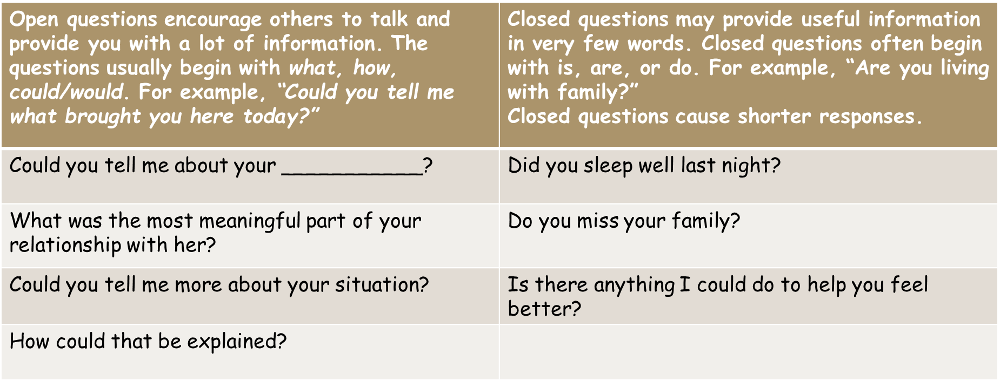 Open questions encourage others to talk and
provide you with a lot of information. The
questions usually begin with what, how,
could/would. For example, “Could you tell me
what brought you here today?”
Closed questions may provide useful information
in very few words. Closed questions often begin
with is, are, or do. For example, “Are you living
with family?”
Closed questions cause shorter responses.
Could you tell me about your ____________?
Did you sleep well last night?
What was the most meaningful part of your
relationship with her?
Do you miss your family?
Could you tell me more about your situation?
Is there anything I could do to help you feel
better?
How could that be explained?